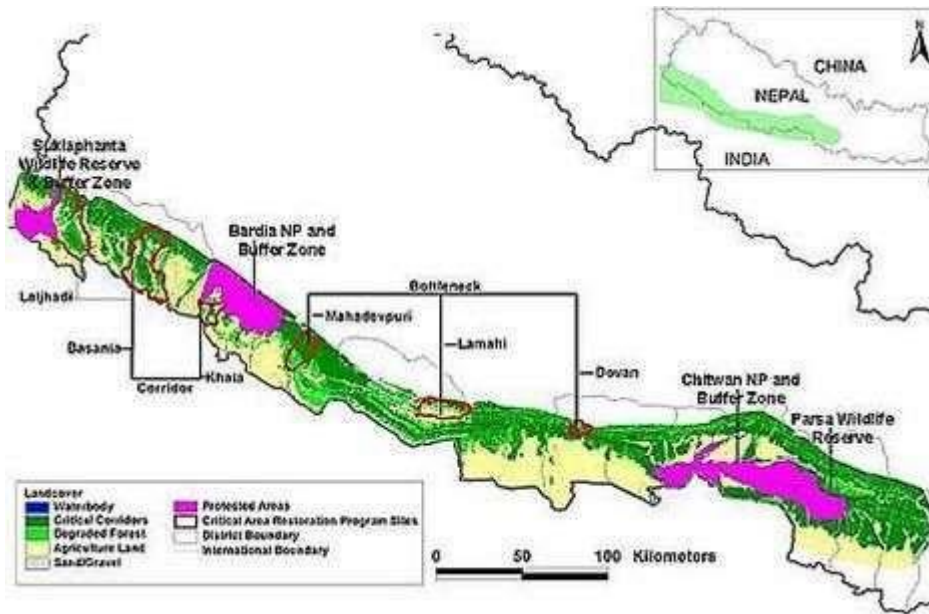 N
CHINA
NEPAL
INDIA
Suklaphanta
Wildlife Reserve
& Buffer Zone
Bardia NP and
Buffer Zone
Bottleneck
Laljhadi
Mahadevpuri
Basanta
Lamahi
Corridor
Khata
Dovan
Chitwan NP and
Buffer Zone
Parsa Wildlife
Reserve
Landcover
Waterbody
Critical Corridors
Degraded Forest
Agriculture Land
Sand/Gravel
Protected Areas
Critical Area Restoration Program Sites
District Boundary
International Boundary
0 50 100 Kilometers